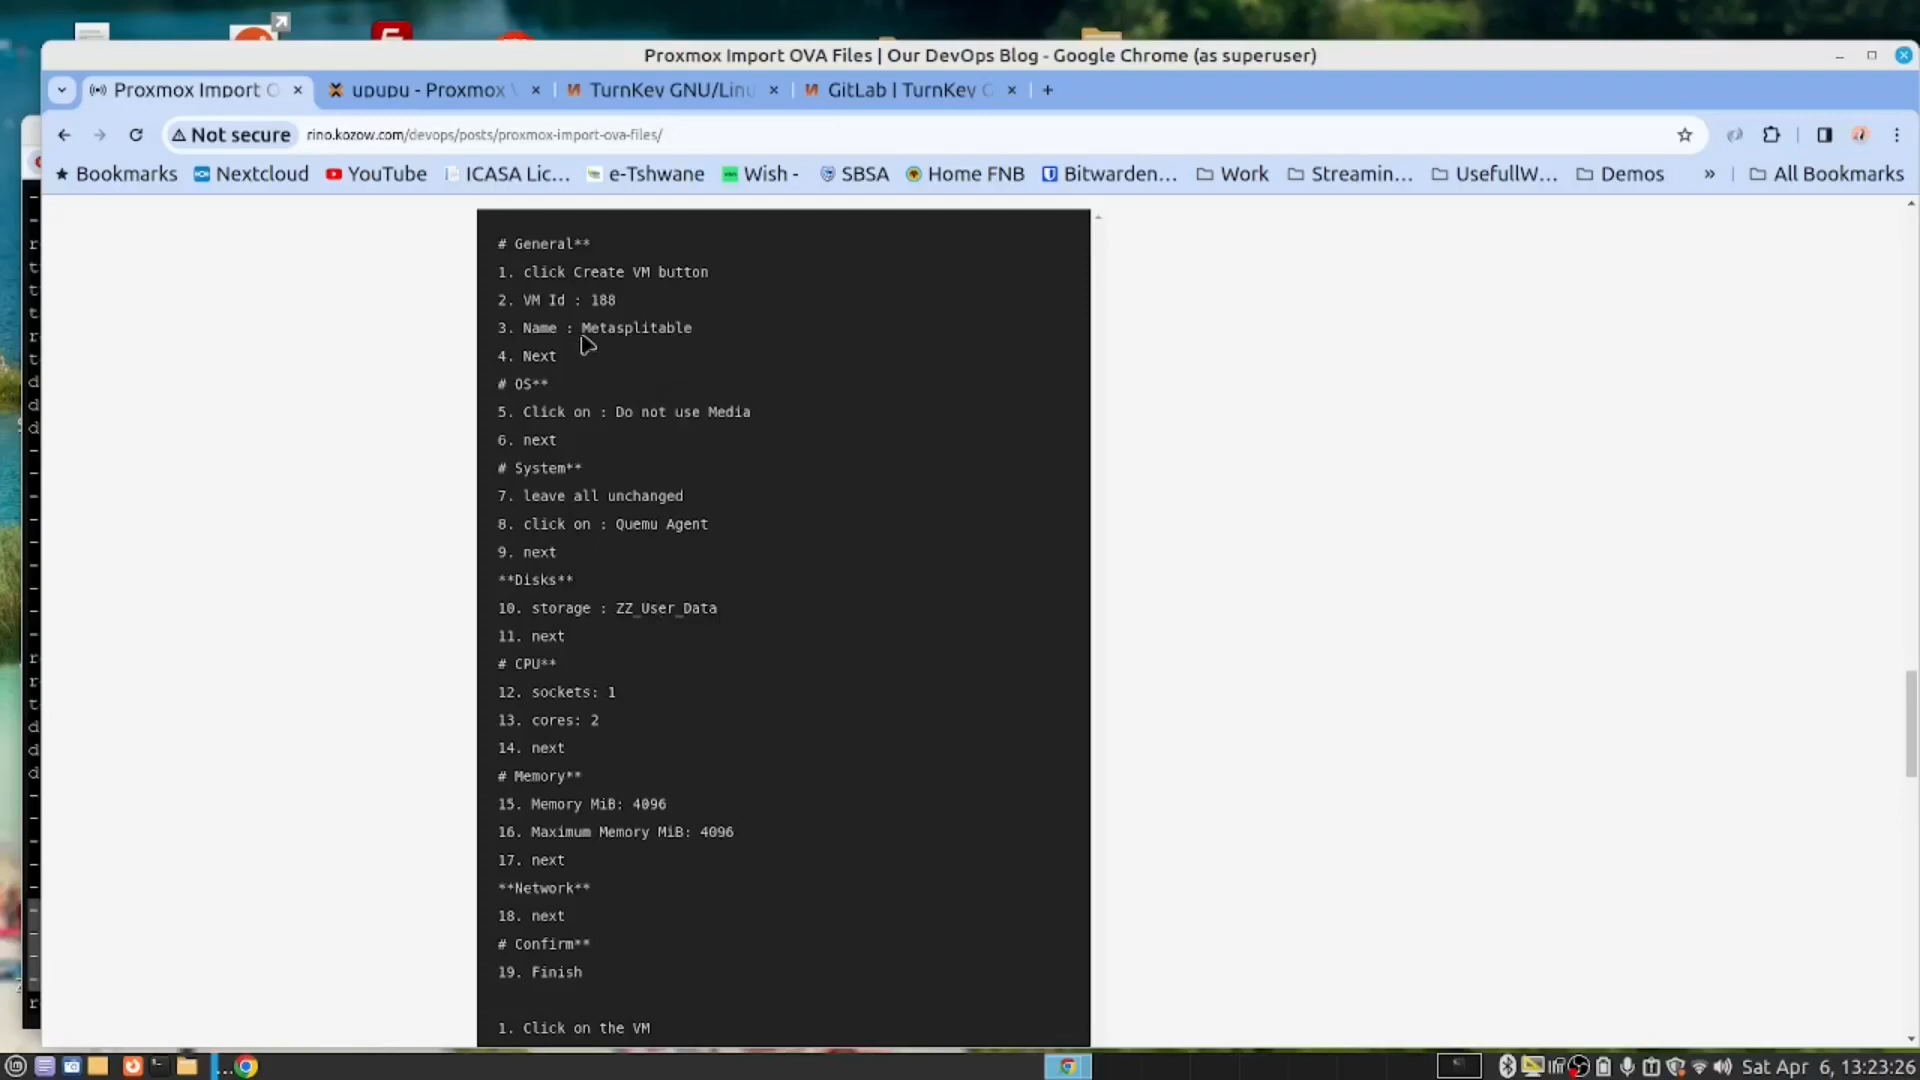 Proxmox Import OVA Files | Our DevOps Blog - Google Chrome (as superuser)
Proxmox Import O
upupu - Proxmox V
TurnKey GNU/Linu
GitLab | TurnKey G
Not secure
rino.kozow.com/devops/posts/proxmox-import-ova-files/
Bookmarks
Nextcloud
YouTube
ICASA Lic...
e-Tshwane
Wish -
SBSA
Home FNB
Bitwarden...
Work
Streamin...
UsefullW...
Demos
»
All Bookmarks
# General**
1. click Create VM button
2. VM Id : 188
3. Name : Metasplitable
4. Next
# OS**
5. Click on : Do not use Media
6. next
# System**
7. leave all unchanged
8. click on : Quemu Agent
9. next
**Disks**
10. storage : ZZ_User_Data
11. next
# CPU**
12. sockets: 1
13. cores: 2
14. next
# Memory**
15. Memory MiB: 4096
16. Maximum Memory MiB: 4096
17. next
**Network**
18. next
# Confirm**
19. Finish
1. Click on the VM
Sat Apr 6, 13:23:26